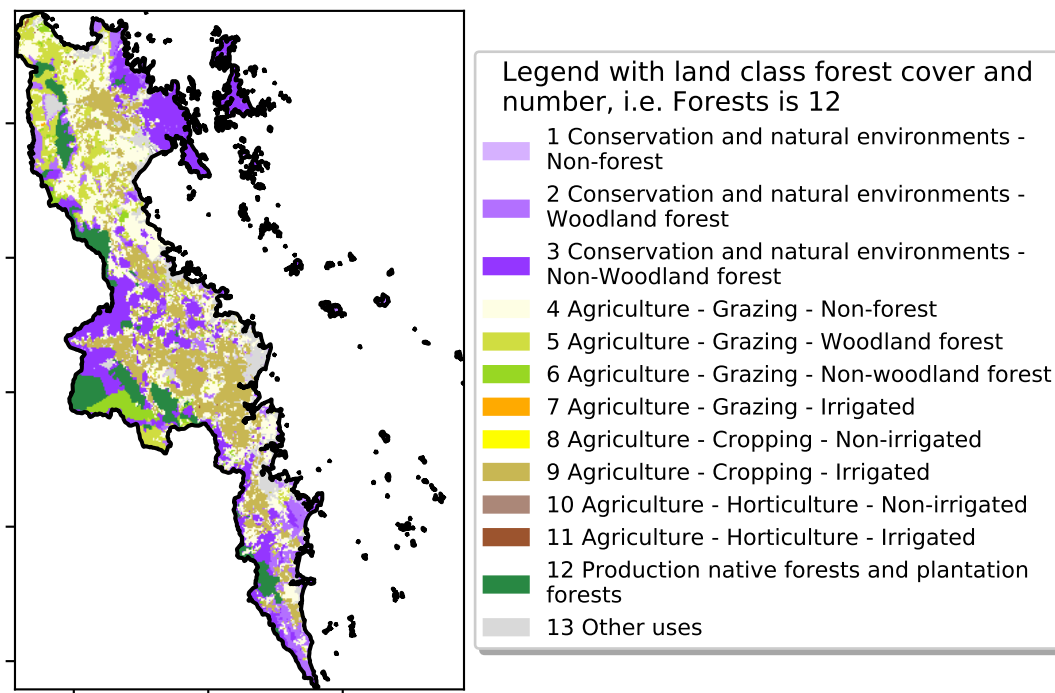 Legend with land class forest cover and
number, i.e. Forests is 12
1 Conservation and natural environments -
Non-forest
2 Conservation and natural environments -
Woodland forest
3 Conservation and natural environments -
Non-Woodland forest
4 Agriculture - Grazing - Non-forest
5 Agriculture - Grazing - Woodland forest
6 Agriculture - Grazing - Non-woodland forest
7 Agriculture - Grazing - Irrigated
8 Agriculture - Cropping - Non-irrigated
9 Agriculture - Cropping - Irrigated
10 Agriculture - Horticulture - Non-irrigated
11 Agriculture - Horticulture - Irrigated
12 Production native forests and plantation
forests
13 Other uses